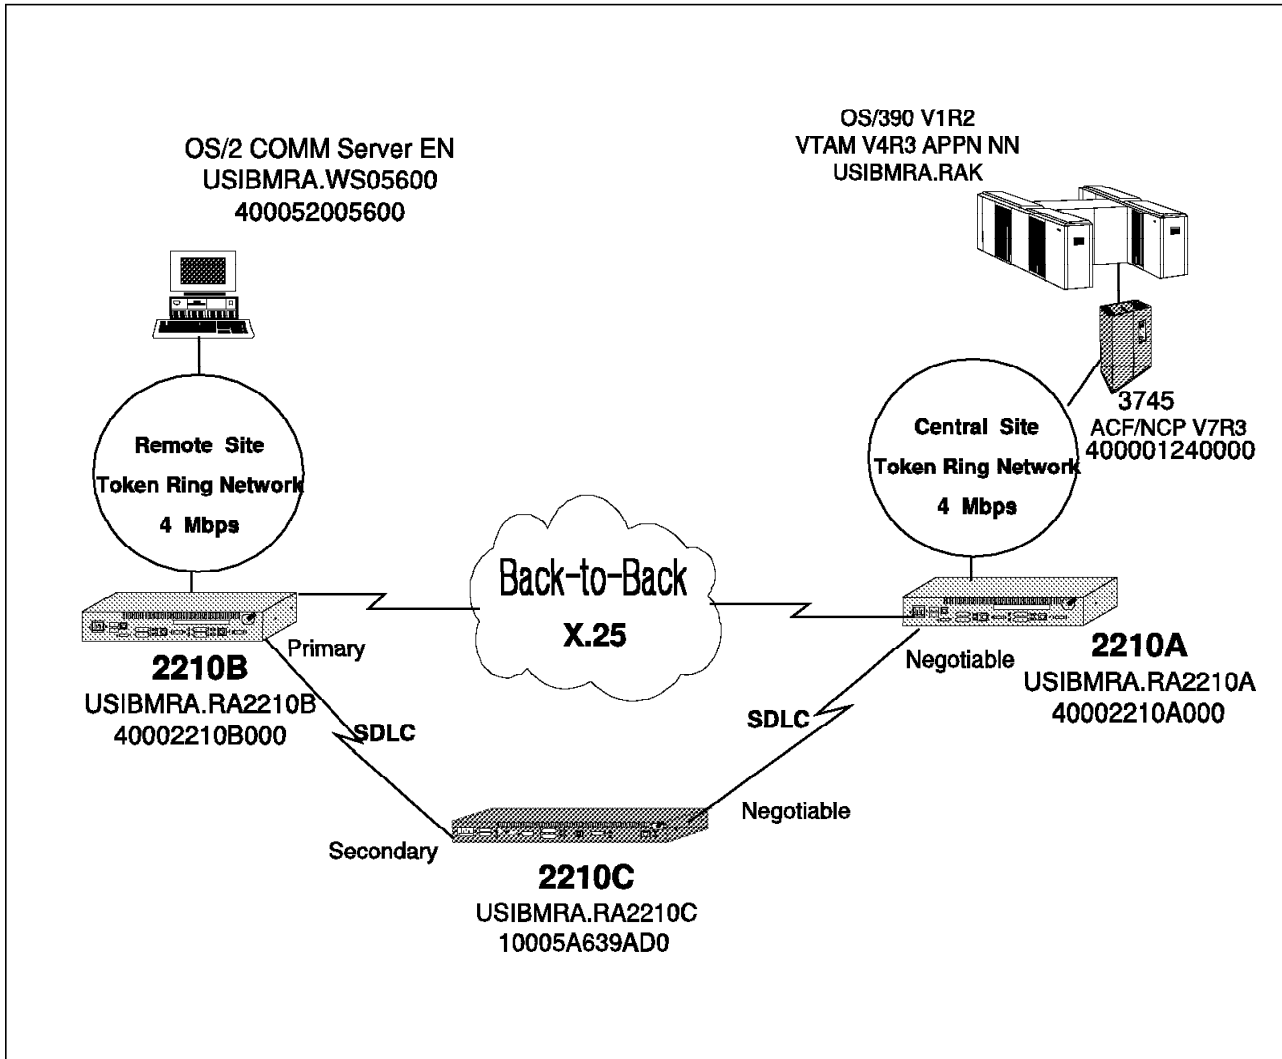 OS/2 COMM Server EN
USIBMRA.WS05600
400052005600
OS/390 V1R2
VTAM V4R3 APPN NN
USIBMRA.RAK
3745
ACF/NCP V7R3
400001240000
Remote Site
Token Ring Network
4 Mbps
Central Site
Token Ring Network
4 Mbps
Back-to-Back
X.25
Primary
2210B
USIBMRA.RA2210B
40002210B000
Negotiable
2210A
USIBMRA.RA2210A
40002210A000
SDLC
SDLC
Secondary
Negotiable
2210C
USIBMRA.RA2210C
10005A639AD0